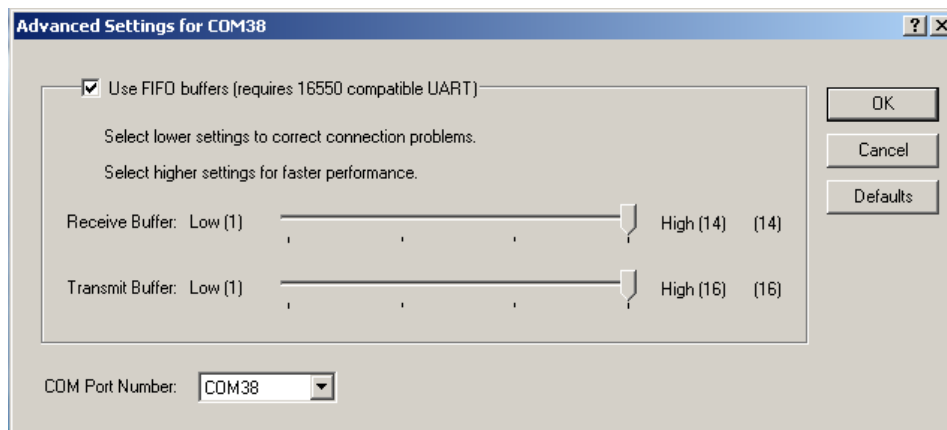 Advanced Settings for COM38
Use FIFO buffers (requires 16550 compatible UART)
OK
Select lower settings to correct connection problems.
Cancel
Select higher settings for faster performance.
Defaults
Receive Buffer: Low (1) High (14) (14)
Transmit Buffer: Low (1) High (16) (16)
COM Port Number: COM38